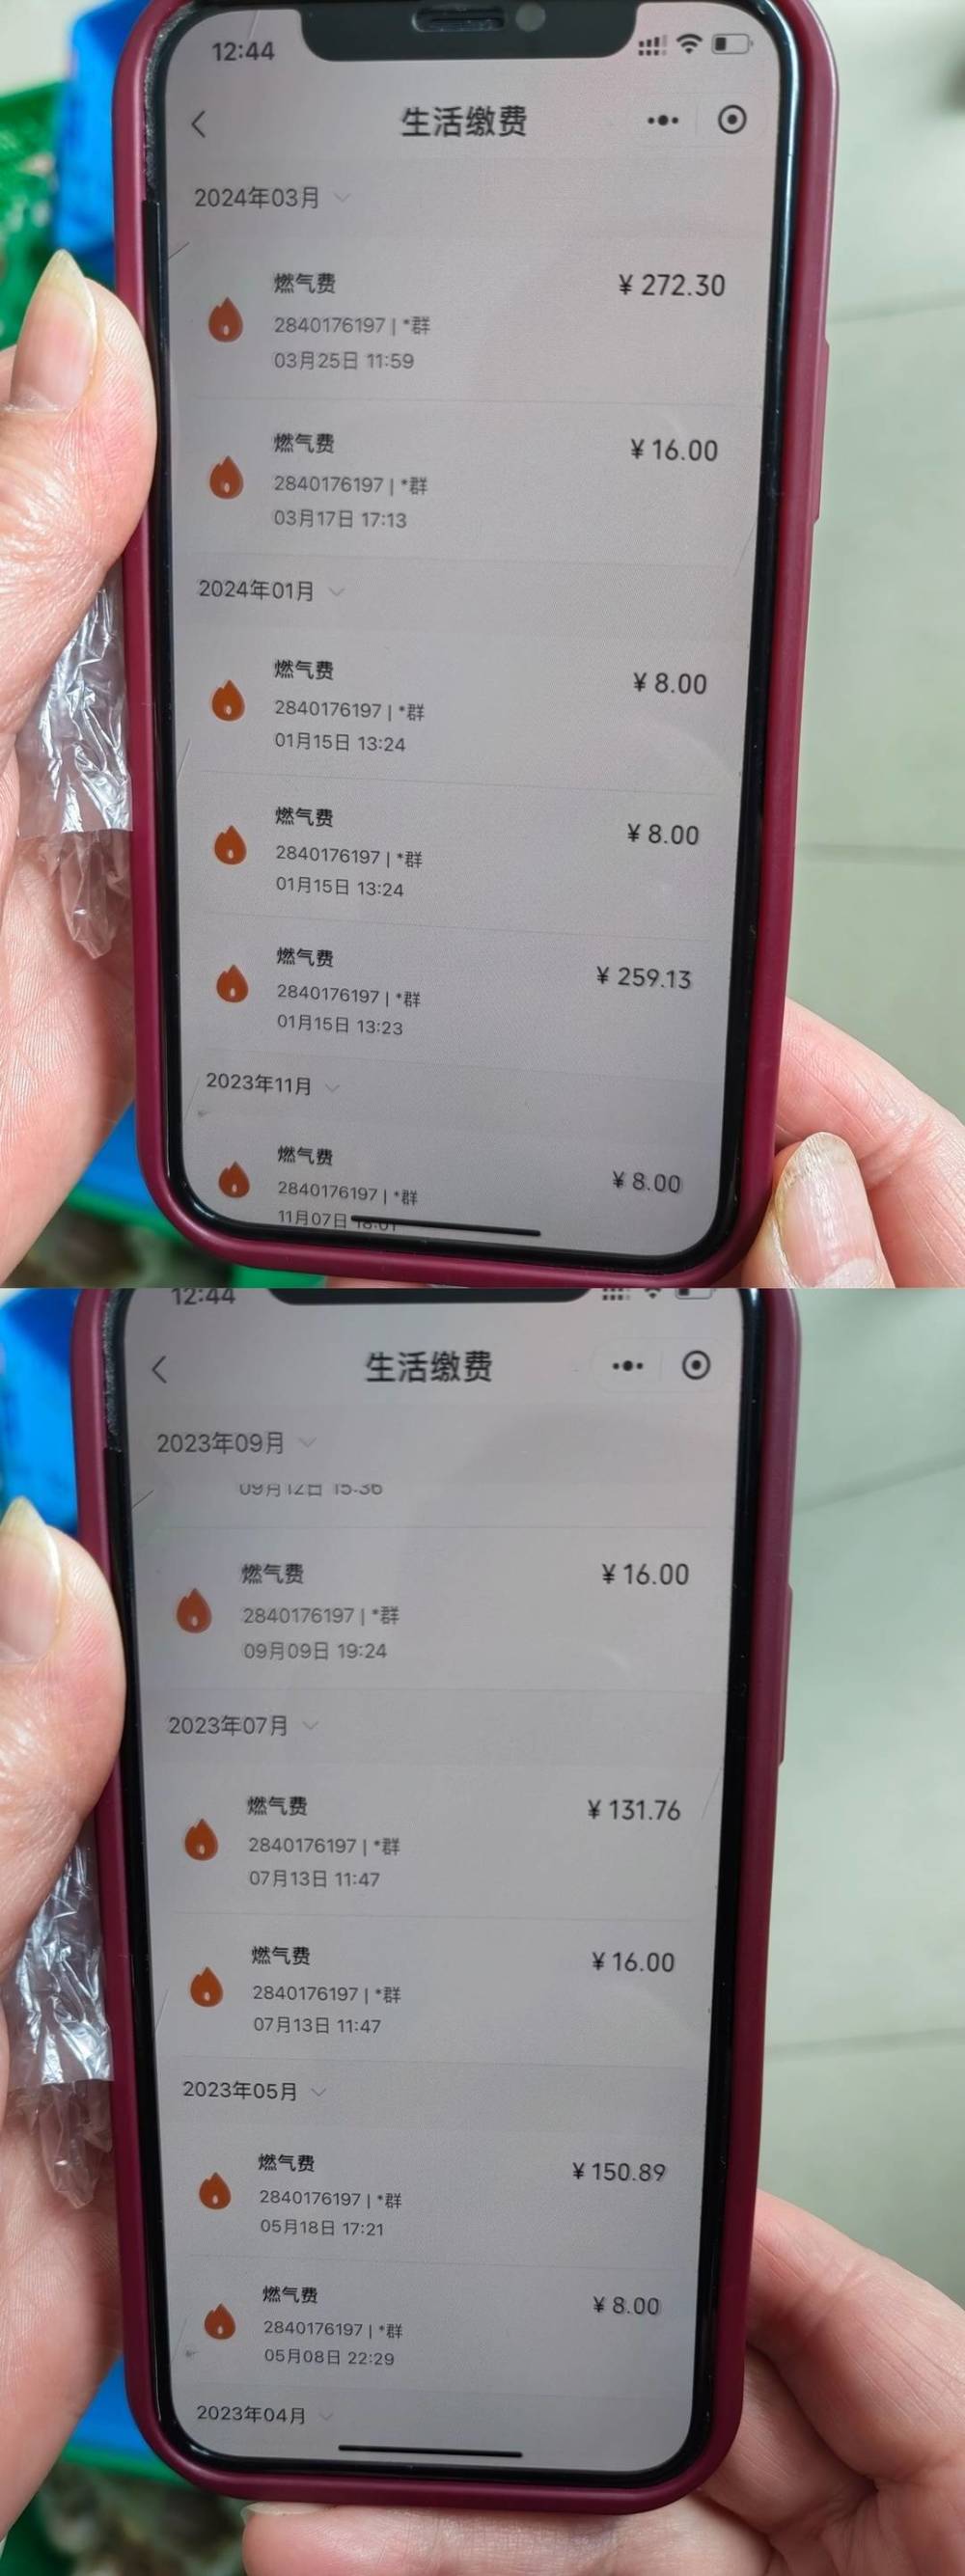 12:44
生活缴费
2024年03月
燃气费
¥ 272.30
2840176197 | *群
03月25日 11:59
燃气费
¥ 16.00
2840176197 | *群
03月17日 17:13
2024年01月
燃气费
¥ 8.00
2840176197 | *群
01月15日 13:24
燃气费
¥ 8.00
2840176197 | *群
01月15日 13:24
燃气费
¥ 259.13
2840176197 | *群
01月15日 13:23
2023年11月
燃气费
¥ 8.00
2840176197 | *群
11月07日
12:44
生活缴费
2023年09月
09月12日 15:36
燃气费
¥ 16.00
2840176197 | *群
09月09日 19:24
2023年07月
燃气费
¥ 131.76
2840176197 | *群
07月13日 11:47
燃气费
¥ 16.00
2840176197 | *群
07月13日 11:47
2023年05月
燃气费
¥ 150.89
2840176197 | *群
05月18日 17:21
燃气费
¥ 8.00
2840176197 | *群
05月08日 22:29
2023年04月